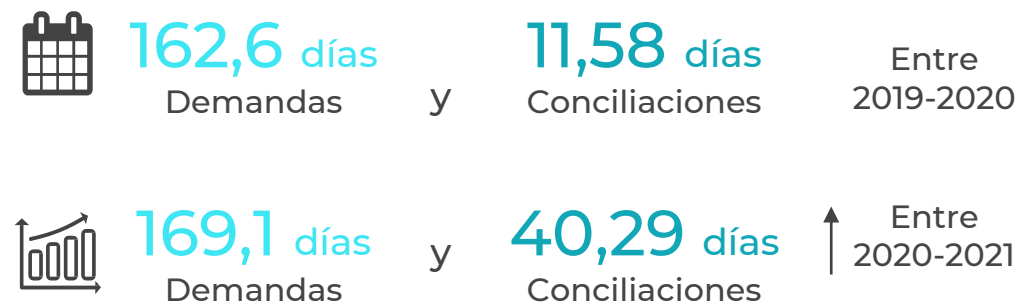 162,6 días y 11,58 días Entre
Demandas Conciliaciones 2019-2020
169,1 días y 40,29 días Entre
Demandas Conciliaciones 2020-2021